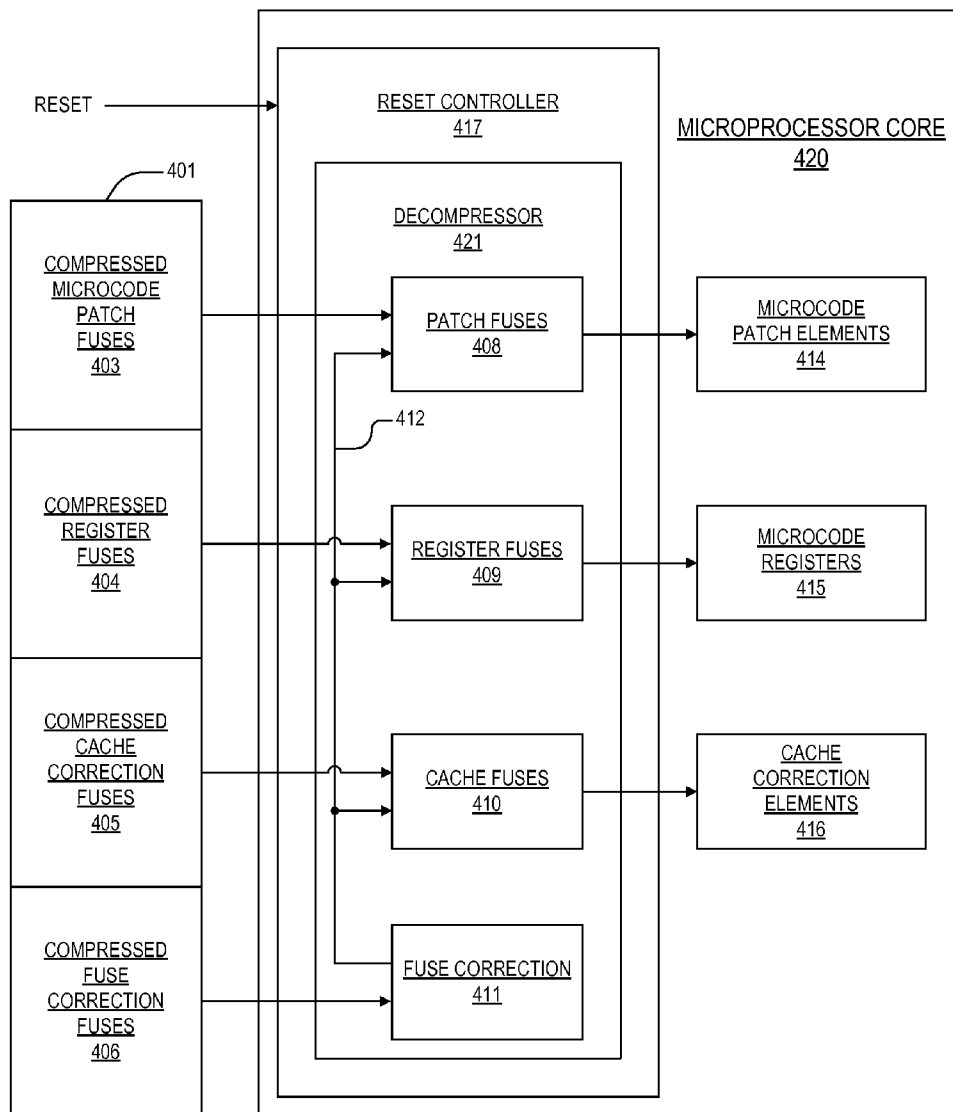 RESET
RESET CONTROLLER
417
MICROPROCESSOR CORE
420
401
DECOMPRESSOR
421
COMPRESSED
MICROCODE
PATCH
FUSES
403
PATCH FUSES
408
MICROCODE
PATCH ELEMENTS
414
412
COMPRESSED
REGISTER
FUSES
404
REGISTER FUSES
409
MICROCODE
REGISTERS
415
COMPRESSED
CACHE
CORRECTION
FUSES
405
CACHE FUSES
410
CACHE
CORRECTION
ELEMENTS
416
COMPRESSED
FUSE
CORRECTION
FUSES
406
FUSE CORRECTION
411